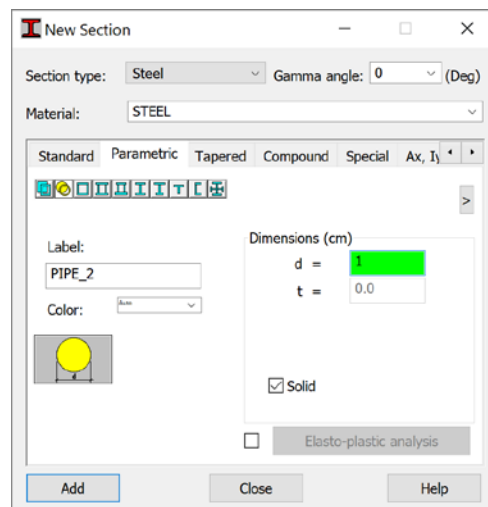 New Section
Section type: Steel Gamma angle: 0 (Deg)
Material: STEEL
Standard Parametric Tapered Compound Special Ax, Iy
>
Label: Dimensions (cm)
PIPE_2 d = 1
t = 0.0
Color: Auto
d
Solid
Elasto-plastic analysis
Add Close Help